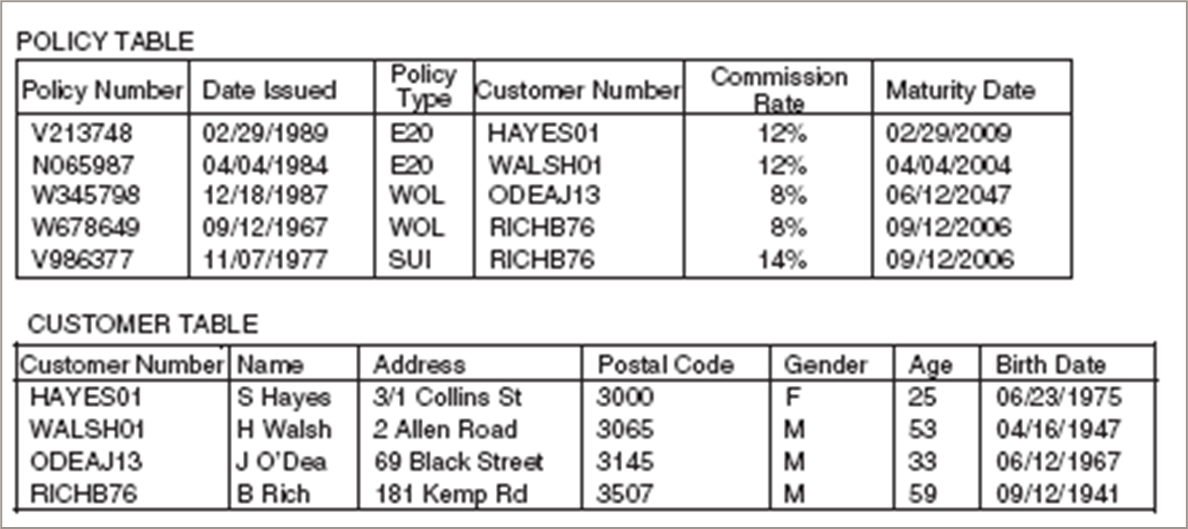 POLICY TABLE
Policy Number Date Issued Policy Type Customer Number Commission Rate Maturity Date
V213748 02/29/1989 E20 HAYES01 12% 02/29/2009
N065987 04/04/1984 E20 WALSH01 12% 04/04/2004
W345798 12/18/1987 WOL ODEAJ13 8% 06/12/2047
W678649 09/12/1967 WOL RICHB76 8% 09/12/2006
V986377 11/07/1977 SUI RICHB76 14% 09/12/2006
CUSTOMER TABLE
Customer Number Name Address Postal Code Gender Age Birth Date
HAYES01 S Hayes 3/1 Collins St 3000 F 25 06/23/1975
WALSH01 H Walsh 2 Allen Road 3065 M 53 04/16/1947
ODEAJ13 J O'Dea 69 Black Street 3145 M 33 06/12/1967
RICHB76 B Rich 181 Kemp Rd 3507 M 59 09/12/1941